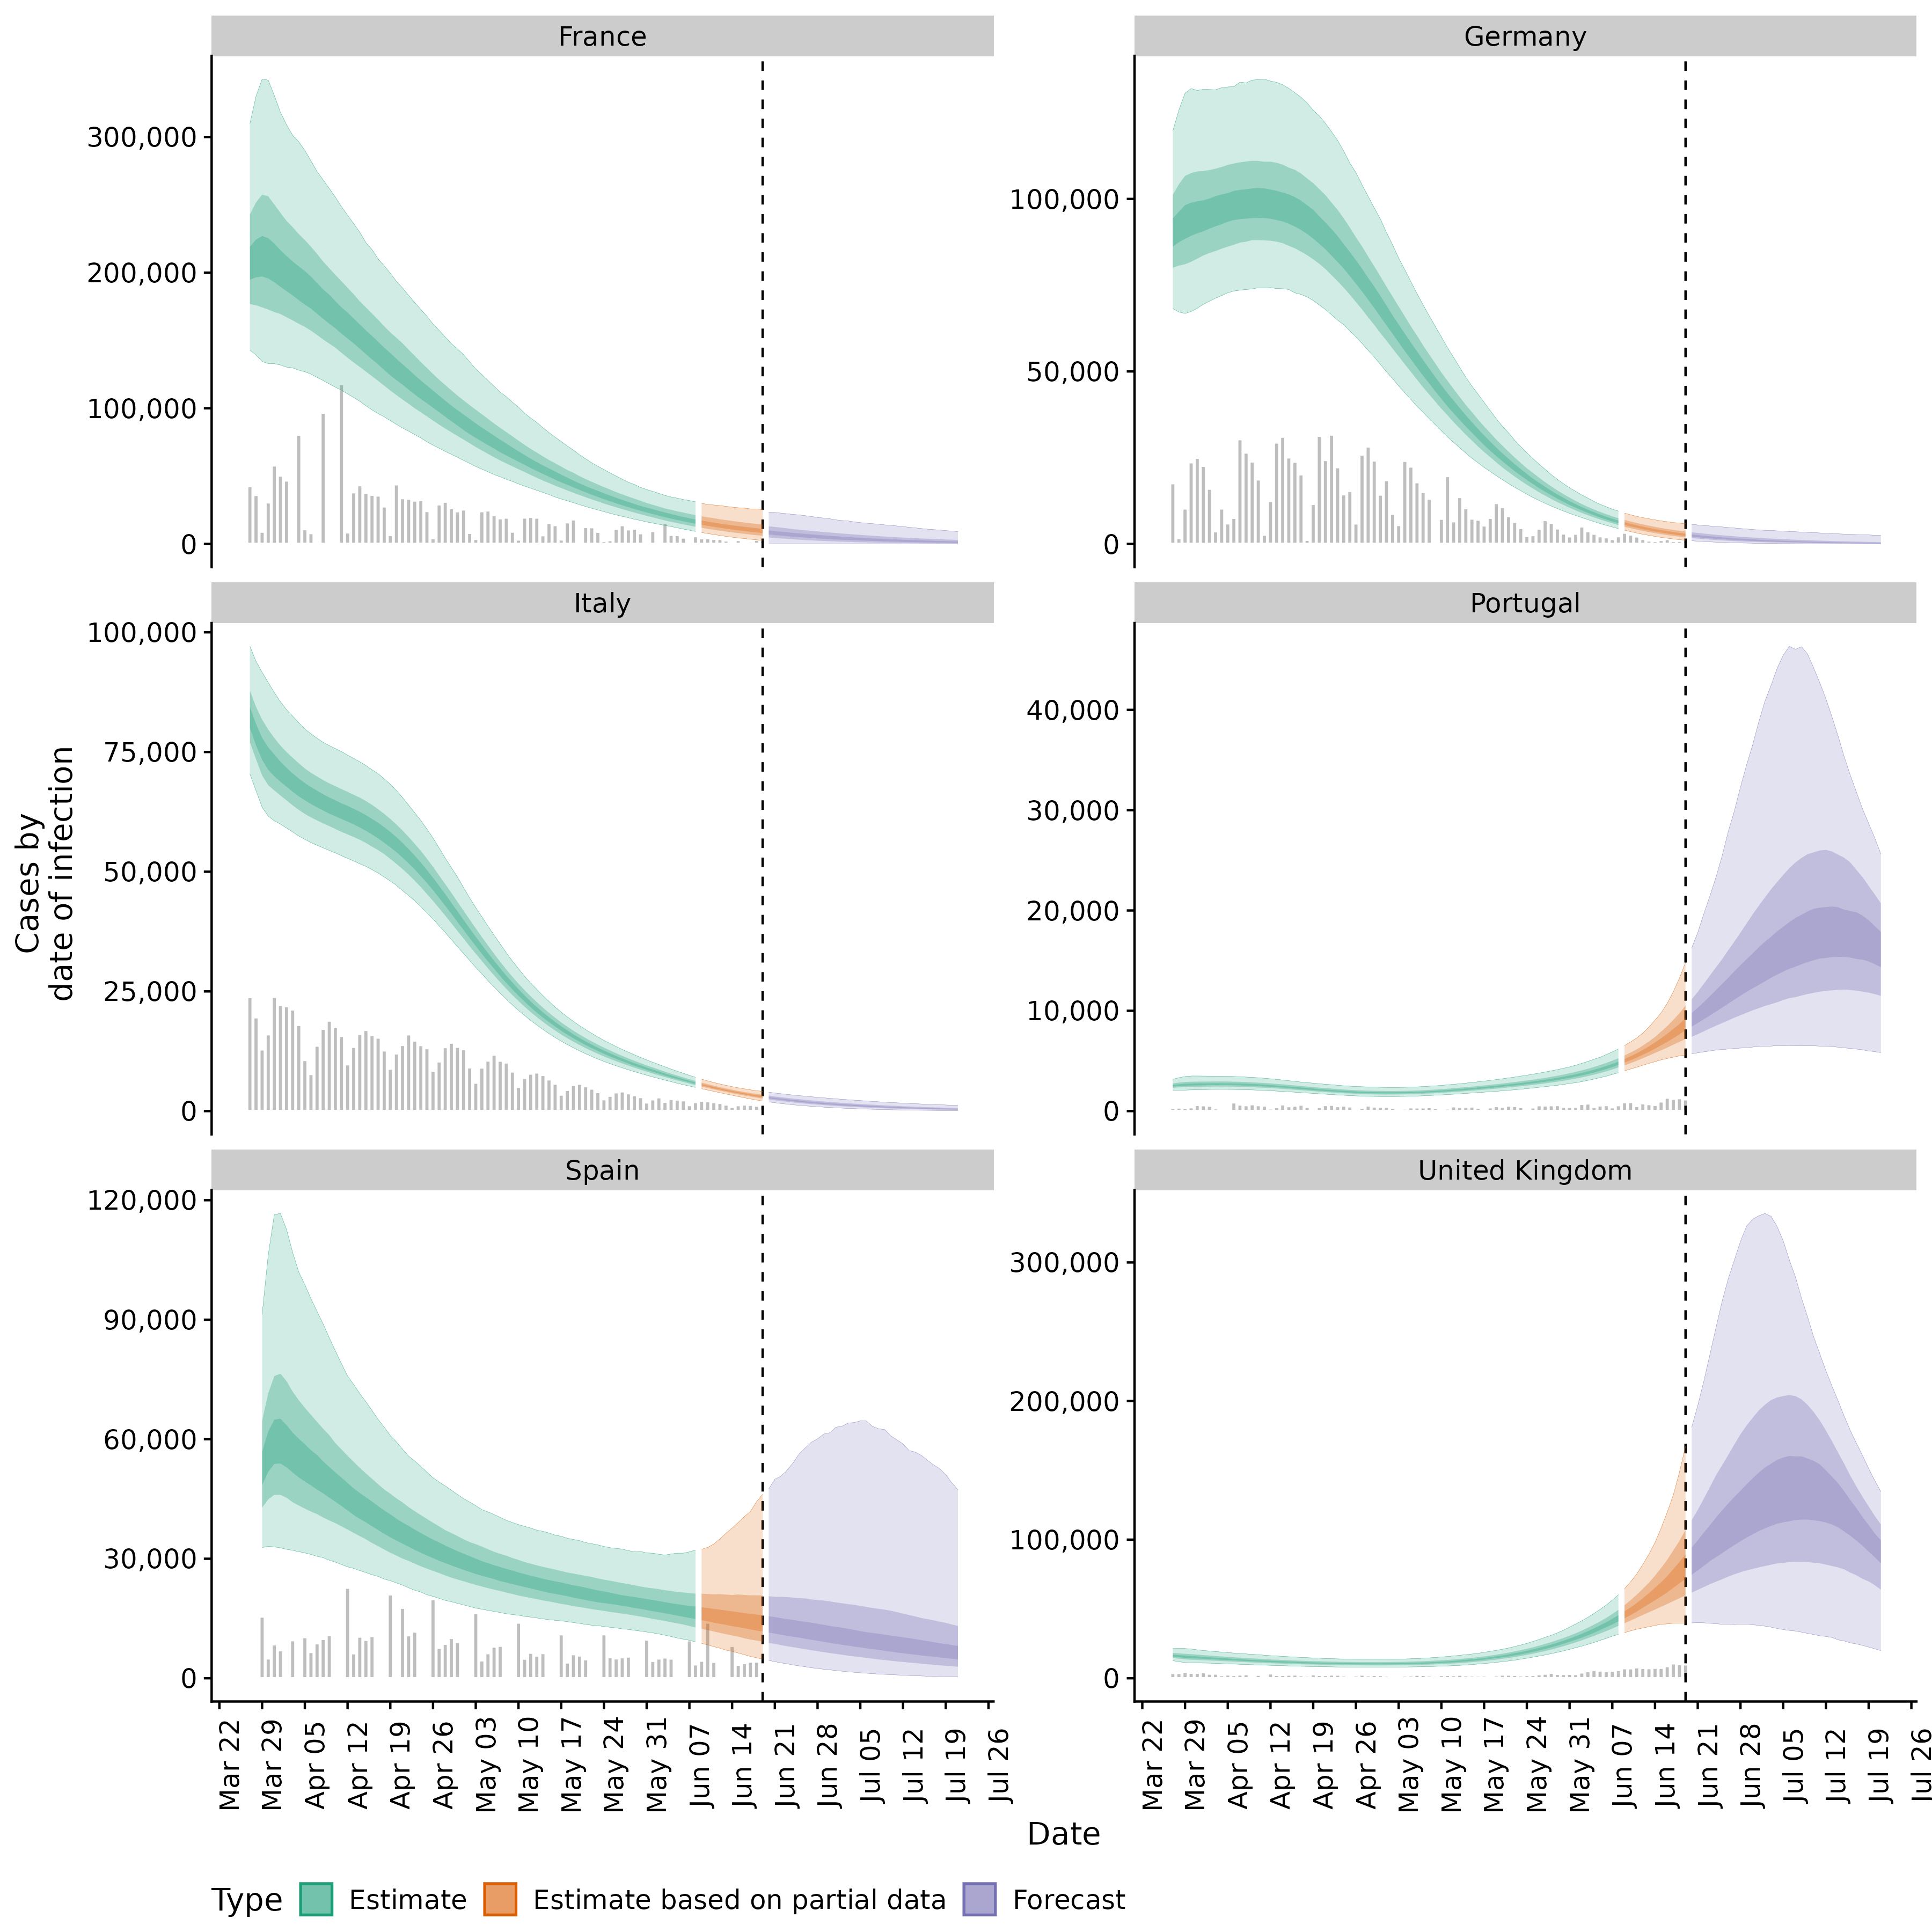 France
Germany
300,000
200,000
100,000
0
100,000
50,000
0
Italy
Portugal
100,000
75,000
50,000
25,000
0
40,000
30,000
20,000
10,000
0
Cases by
date of infection
Spain
United Kingdom
120,000
90,000
60,000
30,000
0
300,000
200,000
100,000
0
Mar 22
Mar 29
Apr 05
Apr 12
Apr 19
Apr 26
May 03
May 10
May 17
May 24
May 31
Jun 07
Jun 14
Jun 21
Jun 28
Jul 05
Jul 12
Jul 19
Jul 26
Mar 22
Mar 29
Apr 05
Apr 12
Apr 19
Apr 26
May 03
May 10
May 17
May 24
May 31
Jun 07
Jun 14
Jun 21
Jun 28
Jul 05
Jul 12
Jul 19
Jul 26
Date
Type Estimate Estimate based on partial data Forecast